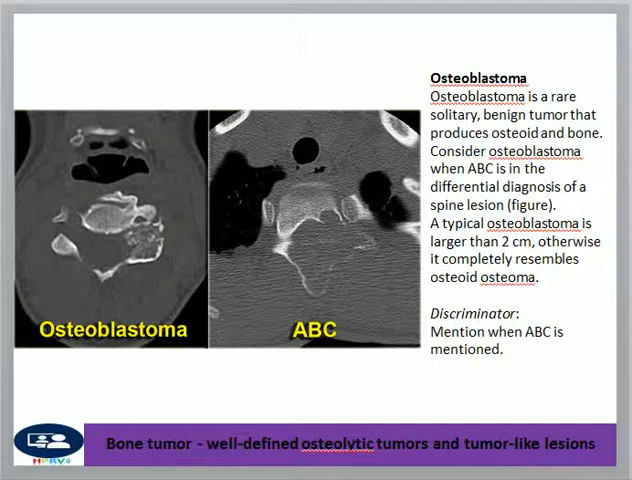 Osteoblastoma
Osteoblastoma is a rare
solitary, benign tumor that
produces osteoid and bone.
Consider osteoblastoma
when ABC is in the
differential diagnosis of a
spine lesion (figure).
A typical osteoblastoma is
larger than 2 cm, otherwise
it completely resembles
osteoid osteoma.
Discriminator:
Mention when ABC is
mentioned.
Osteoblastoma
ABC
Bone tumor - well-defined osteolytic tumors and tumor-like lesions